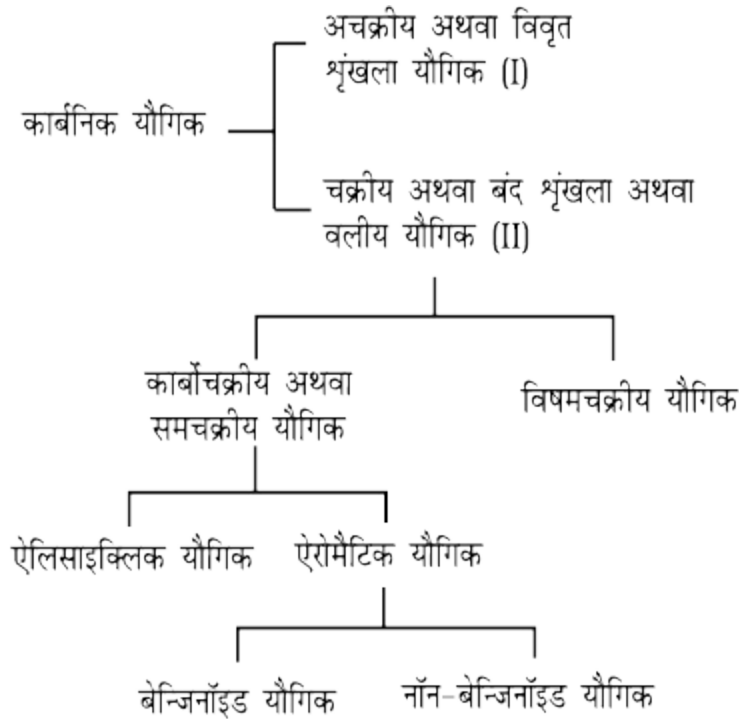 अचक्रीय अथवा विवृत
शृंखला यौगिक (I)
कार्बनिक यौगिक
चक्रीय अथवा बंद शृंखला अथवा
वलीय यौगिक (II)
कार्बोचक्रीय अथवा
समचक्रीय यौगिक
विषमचक्रीय यौगिक
ऐलिसाइक्लिक यौगिक
ऐरोमैटिक यौगिक
बेन्जिनॉइड यौगिक
नॉन-बेन्जिनॉइड यौगिक